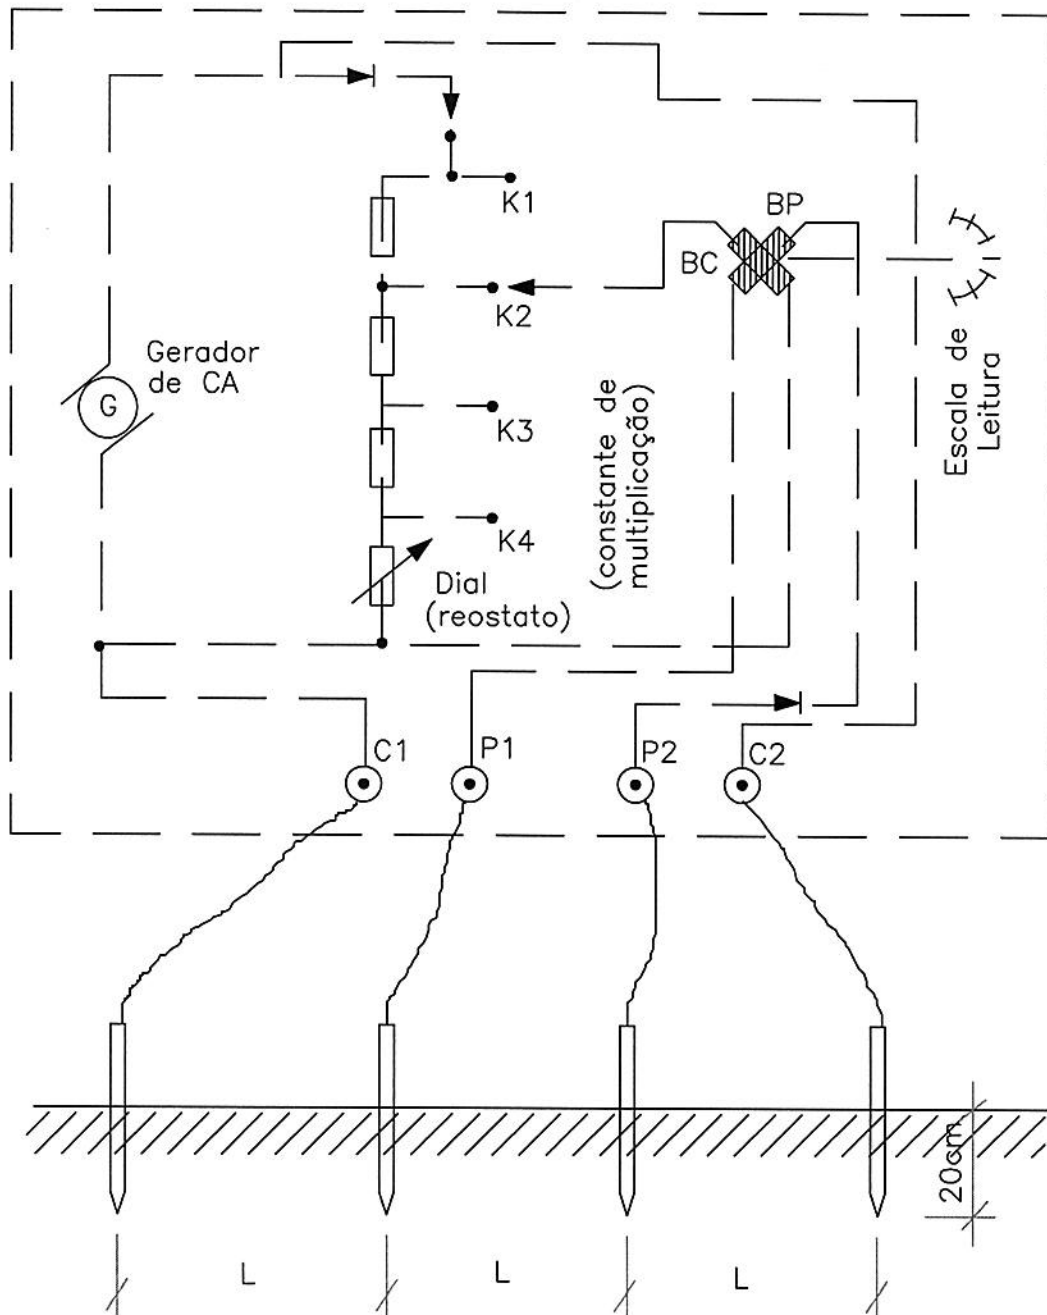 K1
BP
BC
K2
Gerador
de CA
G
K3
K4
Dial
(reostato)
(constante de
multiplicação)
Escala de
Leitura
C1
P1
P2
C2
20cm
L
L
L